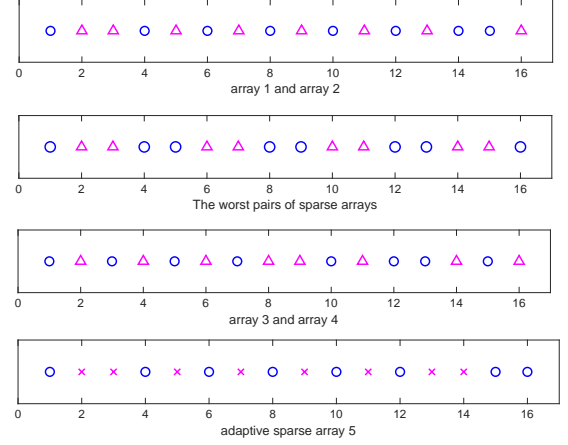 0 2 4 6 8 10 12 14 16
array 1 and array 2
0 2 4 6 8 10 12 14 16
The worst pairs of sparse arrays
0 2 4 6 8 10 12 14 16
array 3 and array 4
0 2 4 6 8 10 12 14 16
adaptive sparse array 5